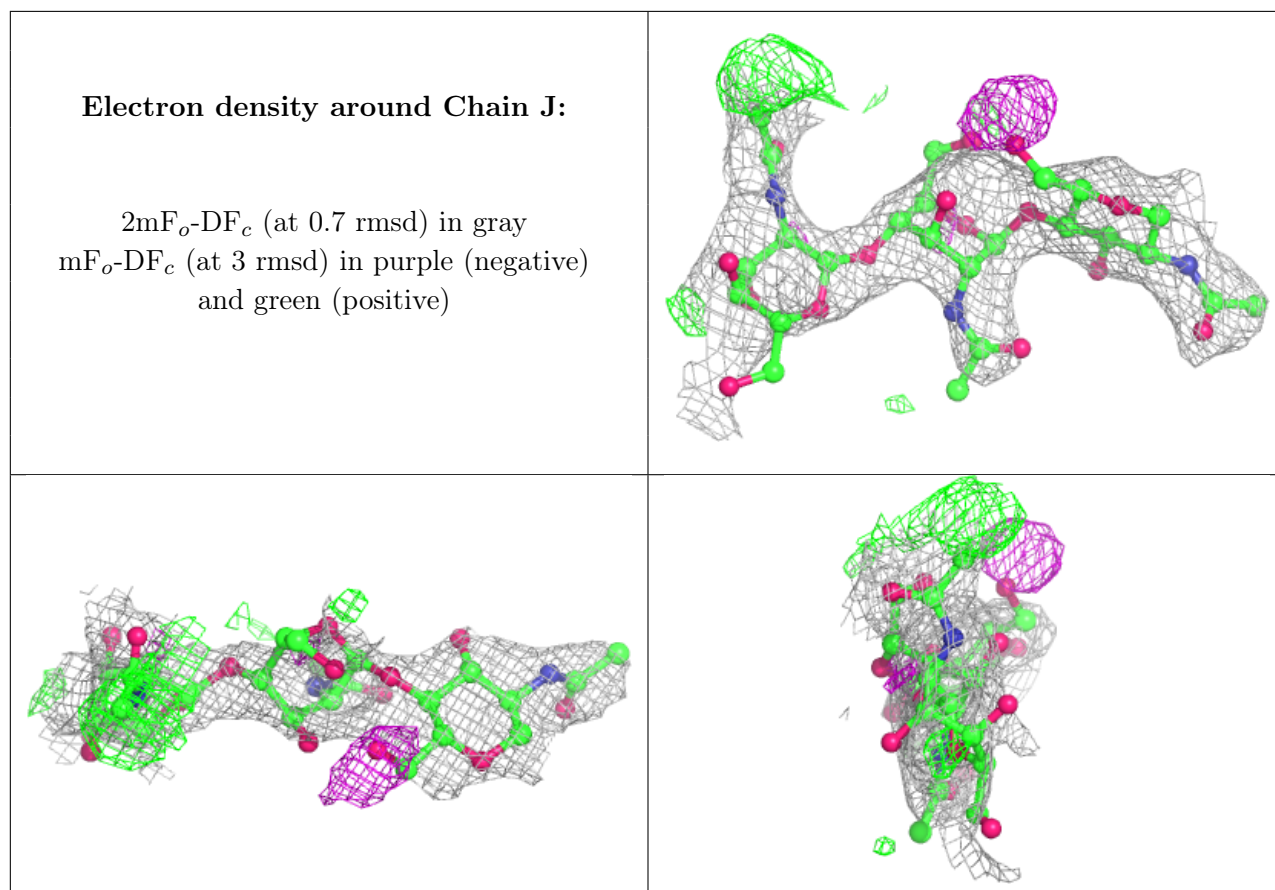 Electron density around Chain J:
2mFo-DFc (at 0.7 rmsd) in gray
mFo-DFc (at 3 rmsd) in purple (negative)
and green (positive)